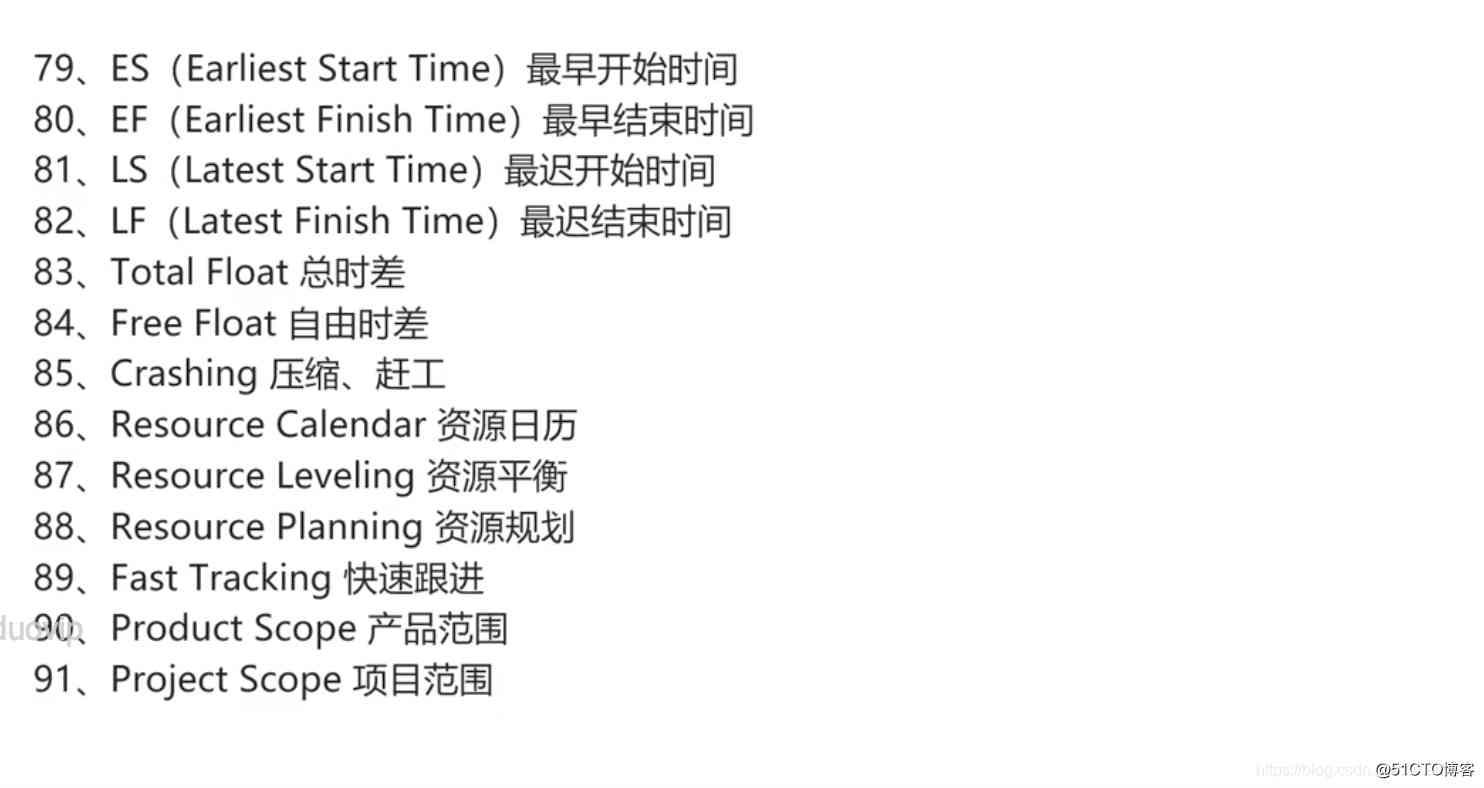 79、ES（Earliest Start Time）最早开始时间
80、EF（Earliest Finish Time）最早结束时间
81、LS（Latest Start Time）最迟开始时间
82、LF（Latest Finish Time）最迟结束时间
83、Total Float 总时差
84、Free Float 自由时差
85、Crashing 压缩、赶工
86、Resource Calendar 资源日历
87、Resource Leveling 资源平衡
88、Resource Planning 资源规划
89、Fast Tracking 快速跟进
90、Product Scope 产品范围
91、Project Scope 项目范围
https://blog.csdn. @51CTO博客